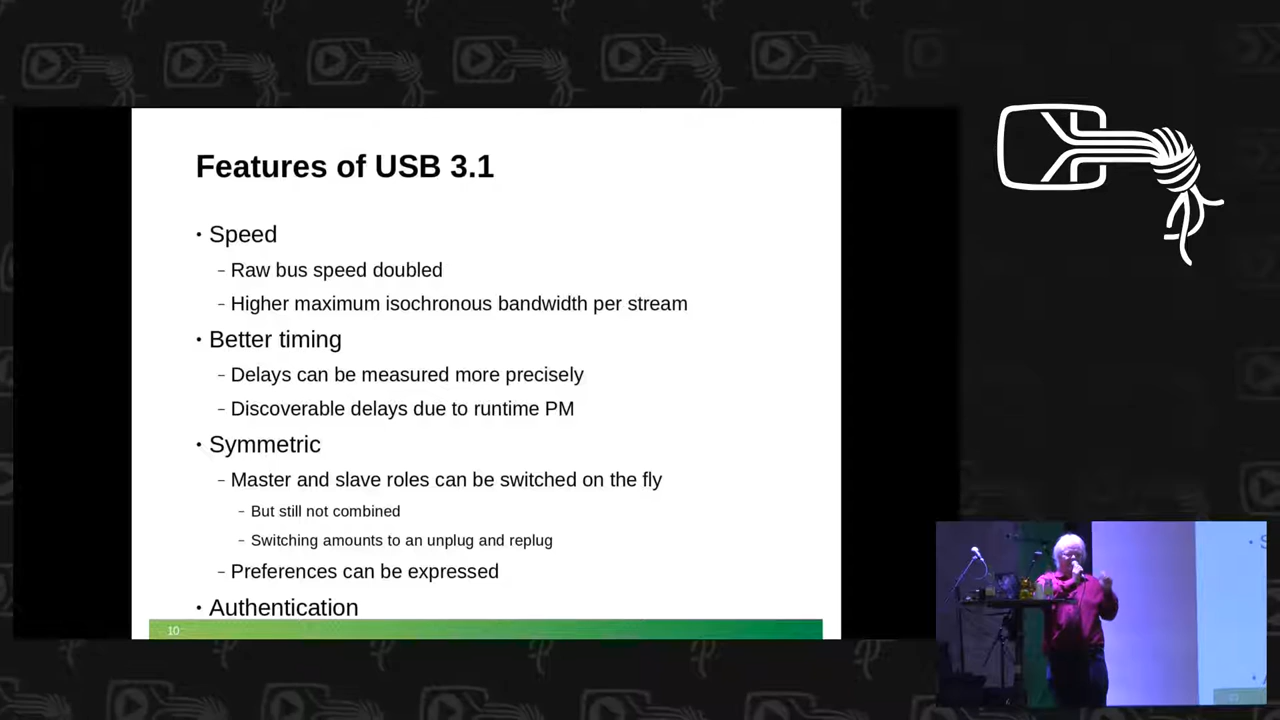 Features of USB 3.1
• Speed
– Raw bus speed doubled
– Higher maximum isochronous bandwidth per stream
• Better timing
– Delays can be measured more precisely
– Discoverable delays due to runtime PM
• Symmetric
– Master and slave roles can be switched on the fly
– But still not combined
– Switching amounts to an unplug and replug
– Preferences can be expressed
• Authentication
10